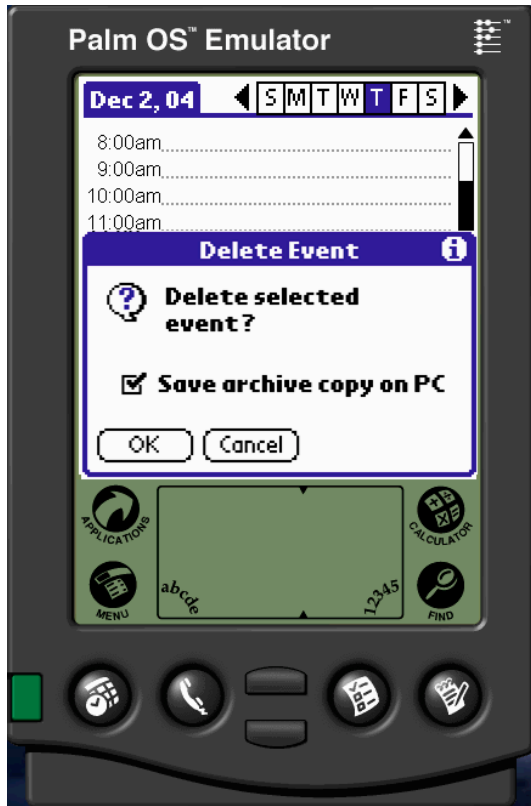 Palm OS™ Emulator
™
Dec 2, 04
S M T W T F S
8:00am
9:00am
10:00am
11:00am
Delete Event
i
?
Delete selected
event?
Save archive copy on PC
OK
Cancel
APPLICATIONS
CALCULATOR
MENU
abcde
12345
FIND